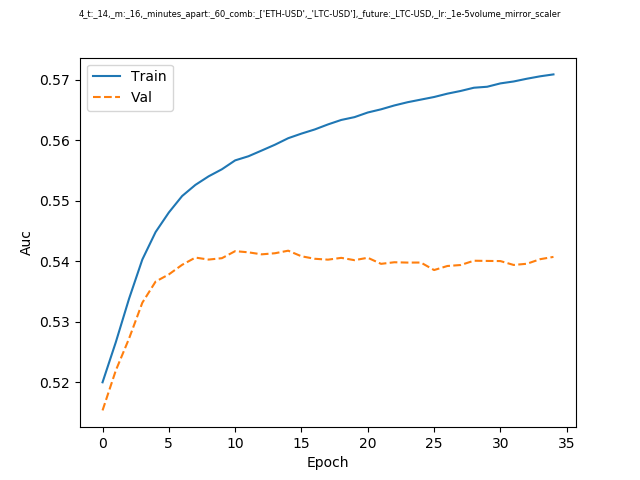 4_t:_14,_m:_16,_minutes_apart:_60_comb:_['ETH-USD',_'LTC-USD'],_future:_LTC-USD,_lr:_1e-5volume_mirror_scaler
Train
Val
0.57
0.56
0.55
0.54
0.53
0.52
Auc
0 5 10 15 20 25 30 35
Epoch